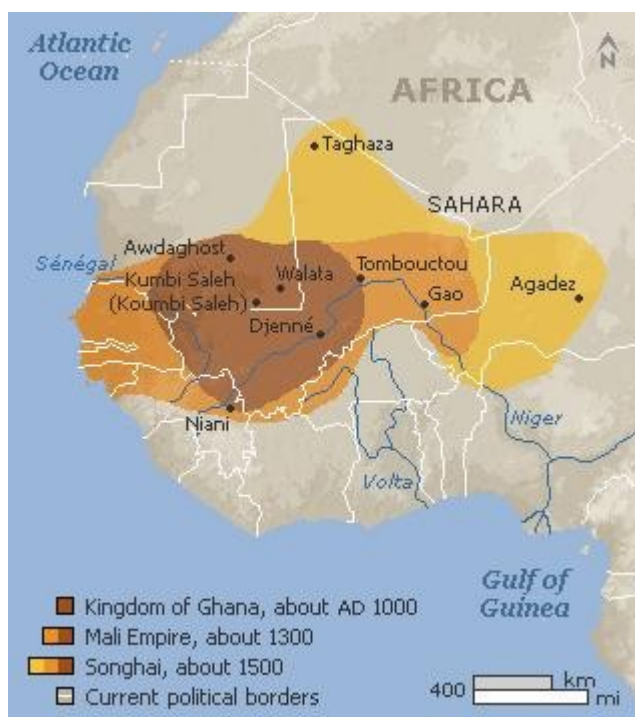 Atlantic
Ocean
N
AFRICA
Taghaza
SAHARA
Awdaghost
Sénégal
Kumbi Saleh
(Koumbi Saleh)
Walata
Tombouctou
Gao
Agadez
Djenné
Niani
Niger
Volta
Gulf of
Guinea
Kingdom of Ghana, about AD 1000
Mali Empire, about 1300
Songhai, about 1500
Current political borders
400
km
mi